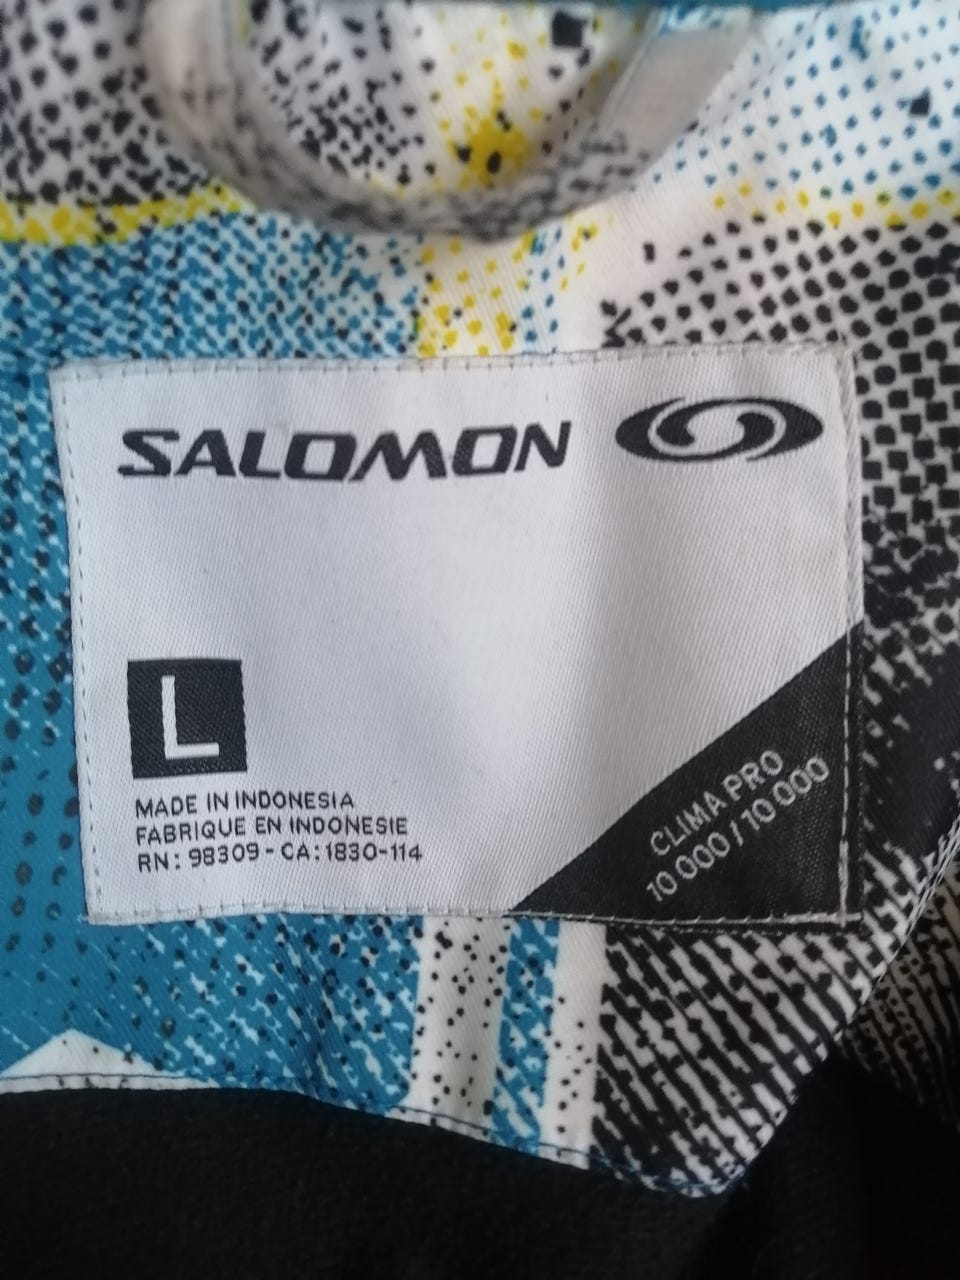 SALOMON
L
MADE IN INDONESIA
FABRIQUE EN INDONESIE
RN: 98309 - CA:1830-114
CLIMA PRO
10 000 / 10 000